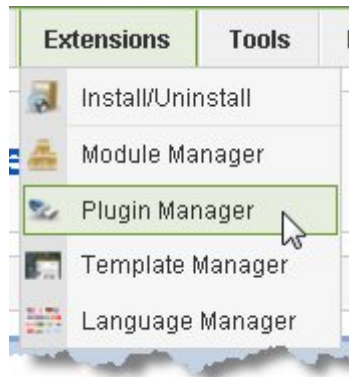 Extensions Tools
Install/Uninstall
Module Manager
Plugin Manager
Template Manager
Language Manager